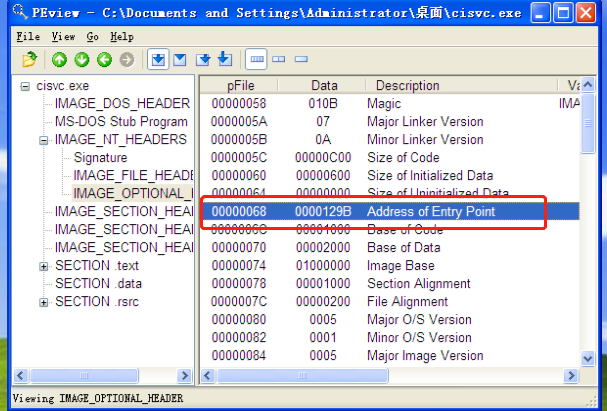 PEview - C:\Documents and Settings\Administrator\桌面\cisvc.exe
File View Go Help
cisvc.exe
IMAGE_DOS_HEADER
MS-DOS Stub Program
IMAGE_NT_HEADERS
Signature
IMAGE_FILE_HEADE
IMAGE_OPTIONAL_
IMAGE_SECTION_HEA
IMAGE_SECTION_HEA
IMAGE_SECTION_HEA
SECTION .text
SECTION .data
SECTION .rsrc
pFile Data Description Va
00000058 010B Magic IMA
0000005A 07 Major Linker Version
0000005B 0A Minor Linker Version
0000005C 00000C00 Size of Code
00000060 00000600 Size of Initialized Data
00000064 00000000 Size of Uninitialized Data
00000068 0000129B Address of Entry Point
0000006C 00001000 Base of Code
00000070 00002000 Base of Data
00000074 01000000 Image Base
00000078 00001000 Section Alignment
0000007C 00000200 File Alignment
00000080 0005 Major O/S Version
00000082 0001 Minor O/S Version
00000084 0005 Major Image Version
Viewing IMAGE_OPTIONAL_HEADER